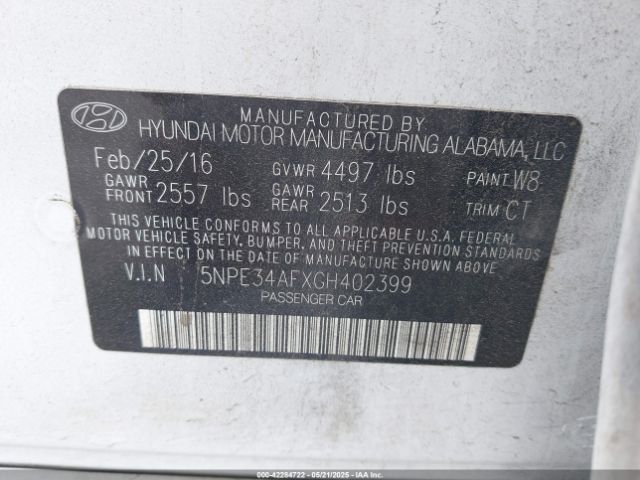 MANUFACTURED BY
HYUNDAI MOTOR MANUFACTURING ALABAMA, LLC
Feb/25/16 GVWR 4497 lbs PAINT W8
GAWR FRONT 2557 lbs GAWR REAR 2513 lbs TRIM CT
THIS VEHICLE CONFORMS TO ALL APPLICABLE U.S.A. FEDERAL
MOTOR VEHICLE SAFETY, BUMPER, AND THEFT PREVENTION STANDARDS
IN EFFECT ON THE DATE OF MANUFACTURE SHOWN ABOVE.
V.I.N 5NPE34AFXGH402399
PASSENGER CAR
000-42284722 - 05/21/2025 - IAAI.COM